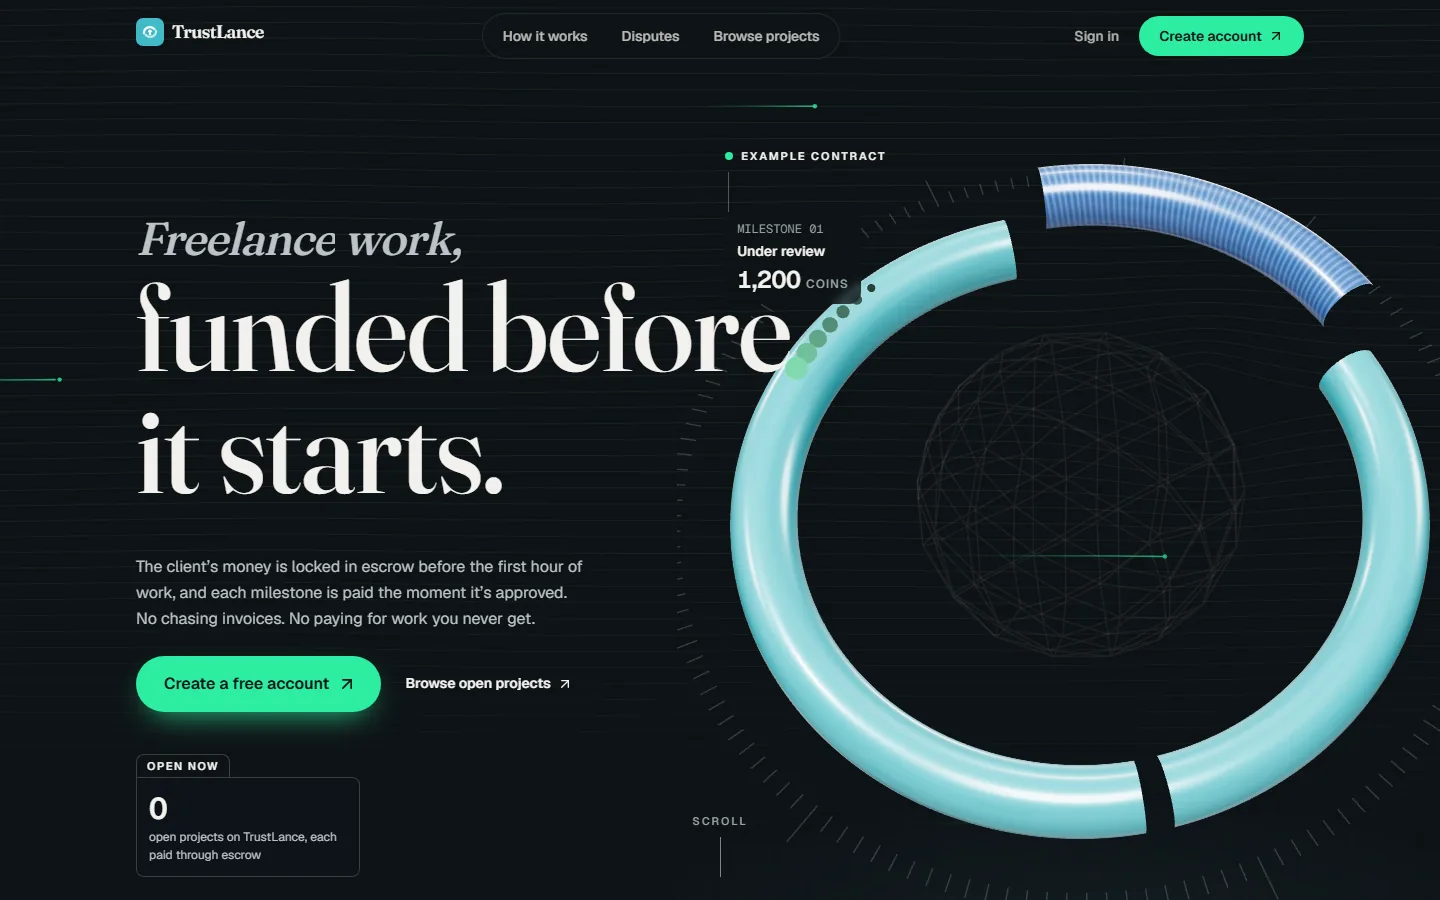 TrustLance
How it works
Disputes
Browse projects
Sign in
Create account
EXAMPLE CONTRACT
MILESTONE 01
Under review
1,200 COINS
Freelance work,
funded before
it starts.
The client’s money is locked in escrow before the first hour of
work, and each milestone is paid the moment it’s approved.
No chasing invoices. No paying for work you never get.
Create a free account
Browse open projects
OPEN NOW
0
open projects on TrustLance, each
paid through escrow
SCROLL